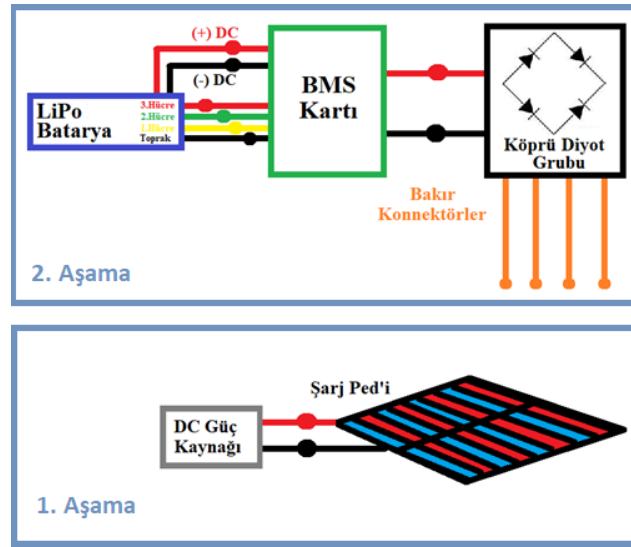 (+) DC
(-) DC
LiPo
Batarya
3.Hücre
2.Hücre
1.Hücre
Toprak
BMS
Kartı
Köprü Diyot
Grubu
Bakır
Konnektörler
2. Aşama
Şarj Ped'i
DC Güç
Kaynağı
1. Aşama